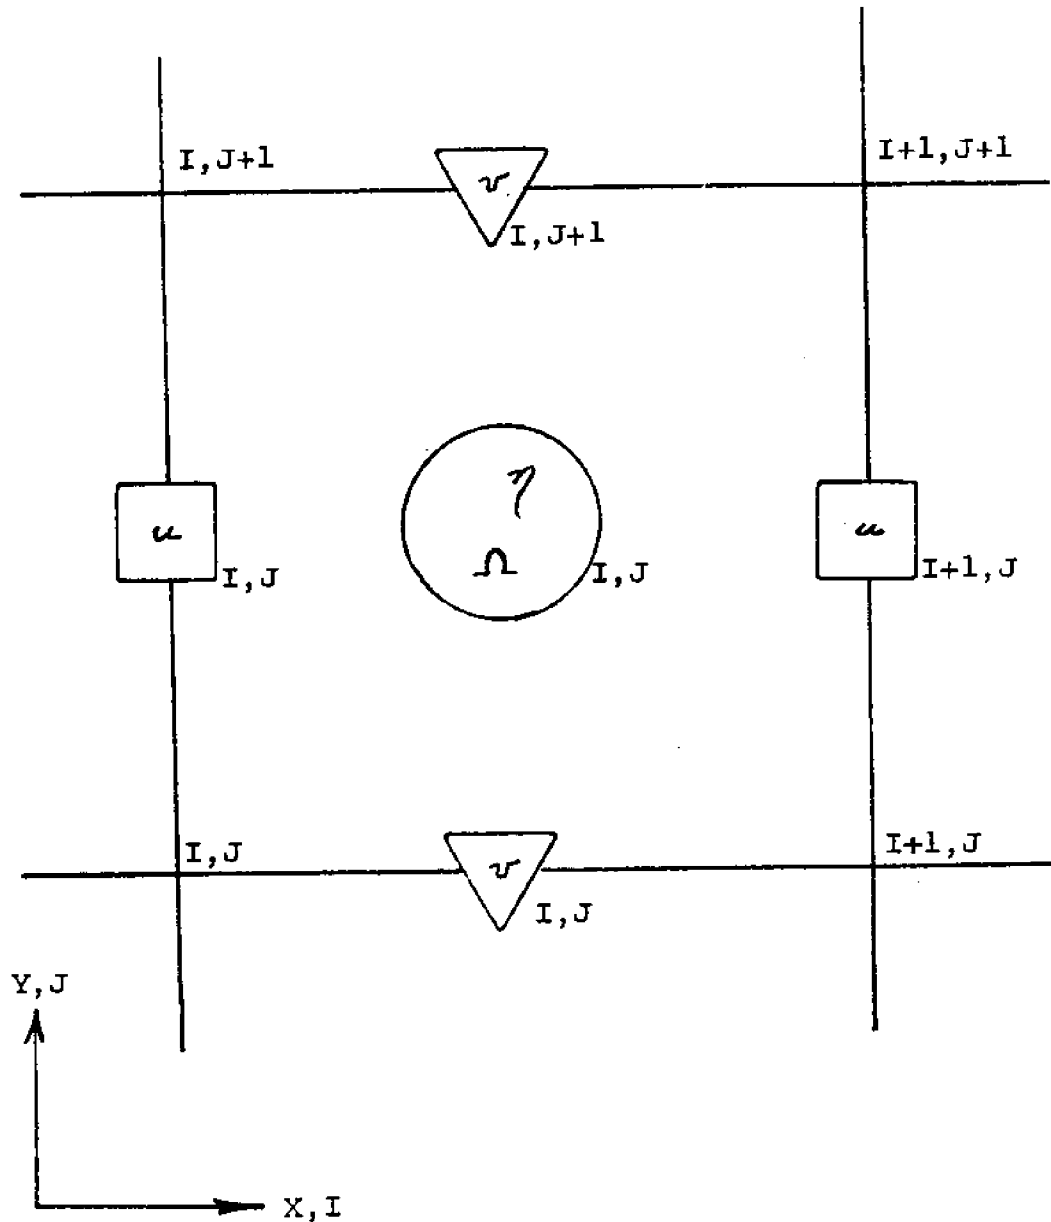 I,J+1
I+1,J+1
v
I,J+1
η
u
u
Ω
I,J
I,J
I+1,J
I,J
I+1,J
v
I,J
Y,J
X,I